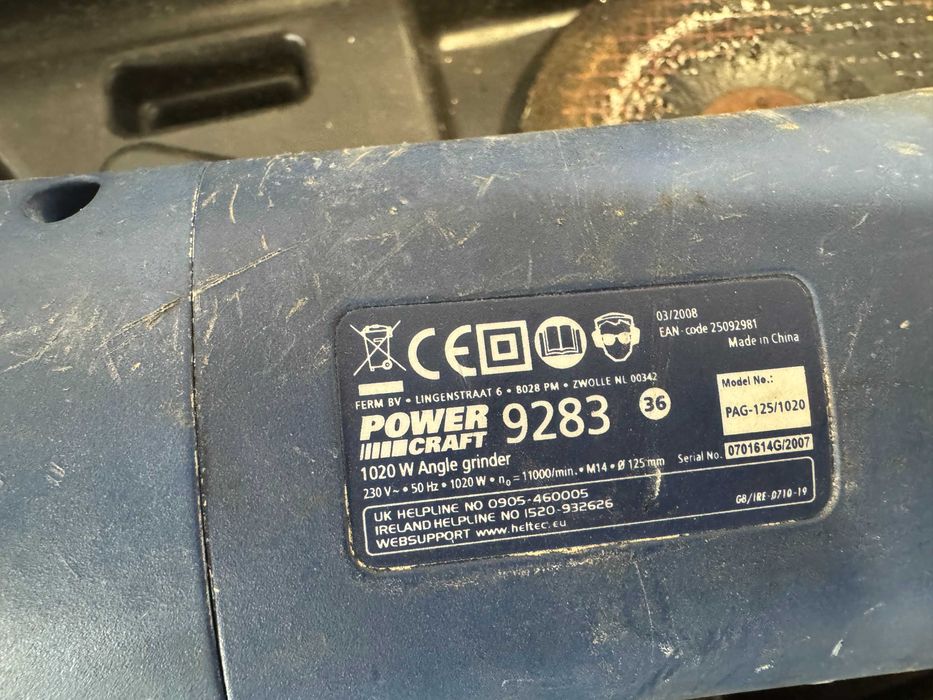 03/2008
EAN-code 25092981
Made in China
FERM BV • LINGENSTRAAT 6 • 8028 PM • ZWOLLE NL 00342
POWER CRAFT
9283
36
Model No.:
PAG-125/1020
1020 W Angle grinder
Serial No. 0701614G/2007
230 V~ • 50 Hz • 1020 W • n₀ = 11000/min. • M14 • Ø 125 mm
UK HELPLINE NO 0905-460005
IRELAND HELPLINE NO 1520-932626
WEBSUPPORT www.heltec.eu
GB/IRE-0710-19